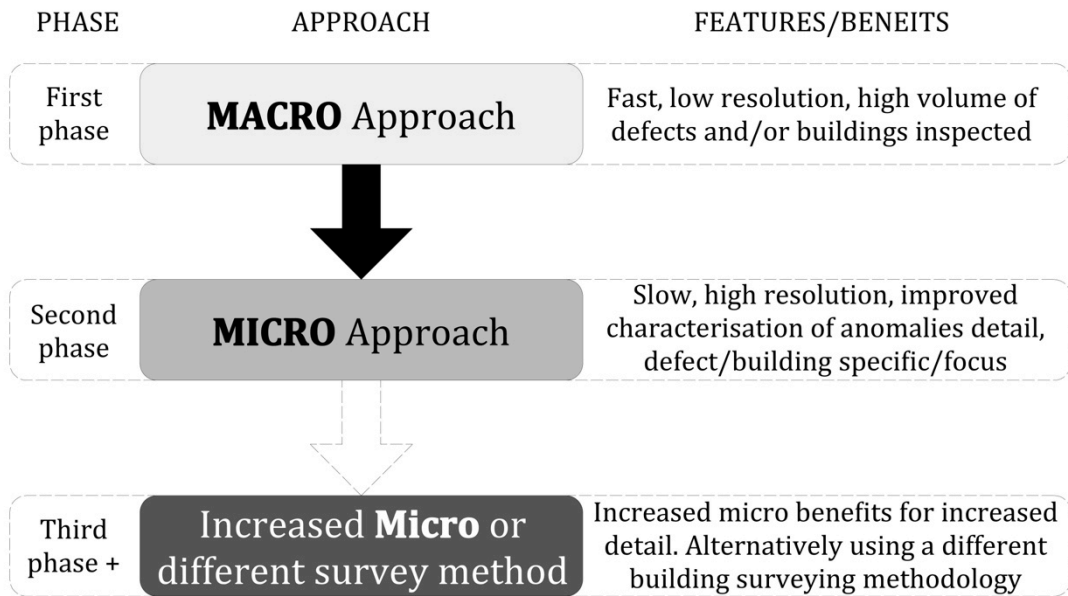 PHASE APPROACH FEATURES/BENEITS
First
phase
MACRO Approach
Fast, low resolution, high volume of
defects and/or buildings inspected
Second
phase
MICRO Approach
Slow, high resolution, improved
characterisation of anomalies detail,
defect/building specific/focus
Third
phase +
Increased Micro or
different survey method
Increased micro benefits for increased
detail. Alternatively using a different
building surveying methodology